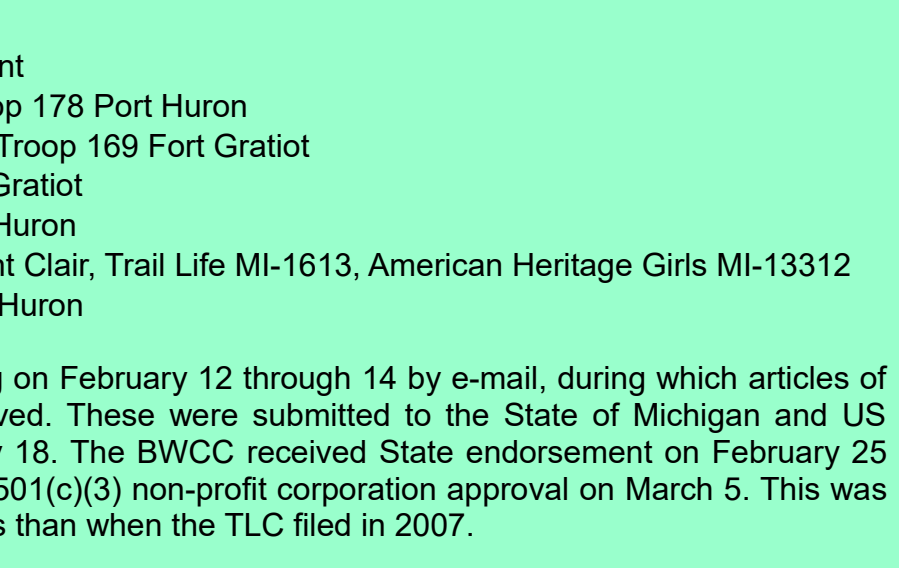 nt
op 178 Port Huron
Troop 169 Fort Gratiot
Gratiot
Huron
nt Clair, Trail Life MI-1613, American Heritage Girls MI-13312
Huron
g on February 12 through 14 by e-mail, during which articles of
ved. These were submitted to the State of Michigan and US
y 18. The BWCC received State endorsement on February 25
501(c)(3) non-profit corporation approval on March 5. This was
s than when the TLC filed in 2007.